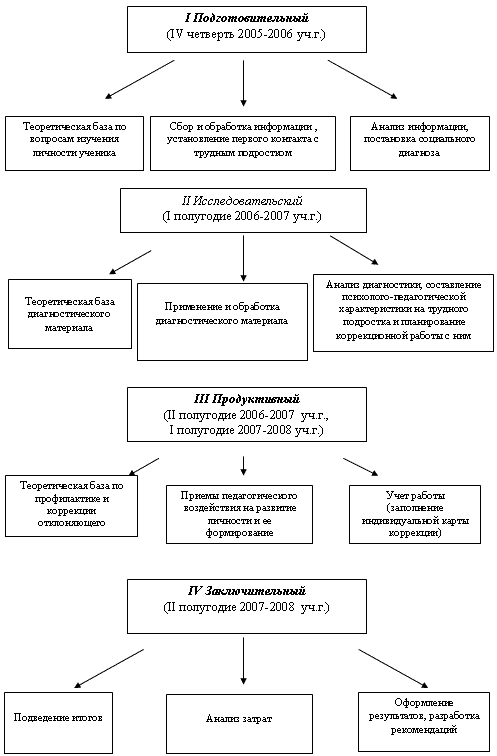 I Подготовительный
(IV четверть 2005-2006 уч.г.)
Теоретическая база по
вопросам изучения
личности ученика
Сбор и обработка информации ,
установление первого контакта с
трудным подростком
Анализ информации,
постановка социального
диагноза
II Исследовательский
(I полугодие 2006-2007 уч.г.)
Теоретическая база
диагностического
материала
Применение и обработка
диагностического материала
Анализ диагностики, составление
психолого-педагогической
характеристики на трудного
подростка и планирование
коррекционной работы с ним
III Продуктивный
(II полугодие 2006-2007 уч.г.,
I полугодие 2007-2008 уч.г.)
Теоретическая база по
профилактике и
коррекции
отклоняющего
Приемы педагогического
воздействия на развитие
личности и ее
формирование
Учет работы
(заполнение
индивидуальной карты
коррекции)
IV Заключительный
(II полугодие 2007-2008 уч.г.)
Подведение итогов
Анализ затрат
Оформление
результатов, разработка
рекомендаций